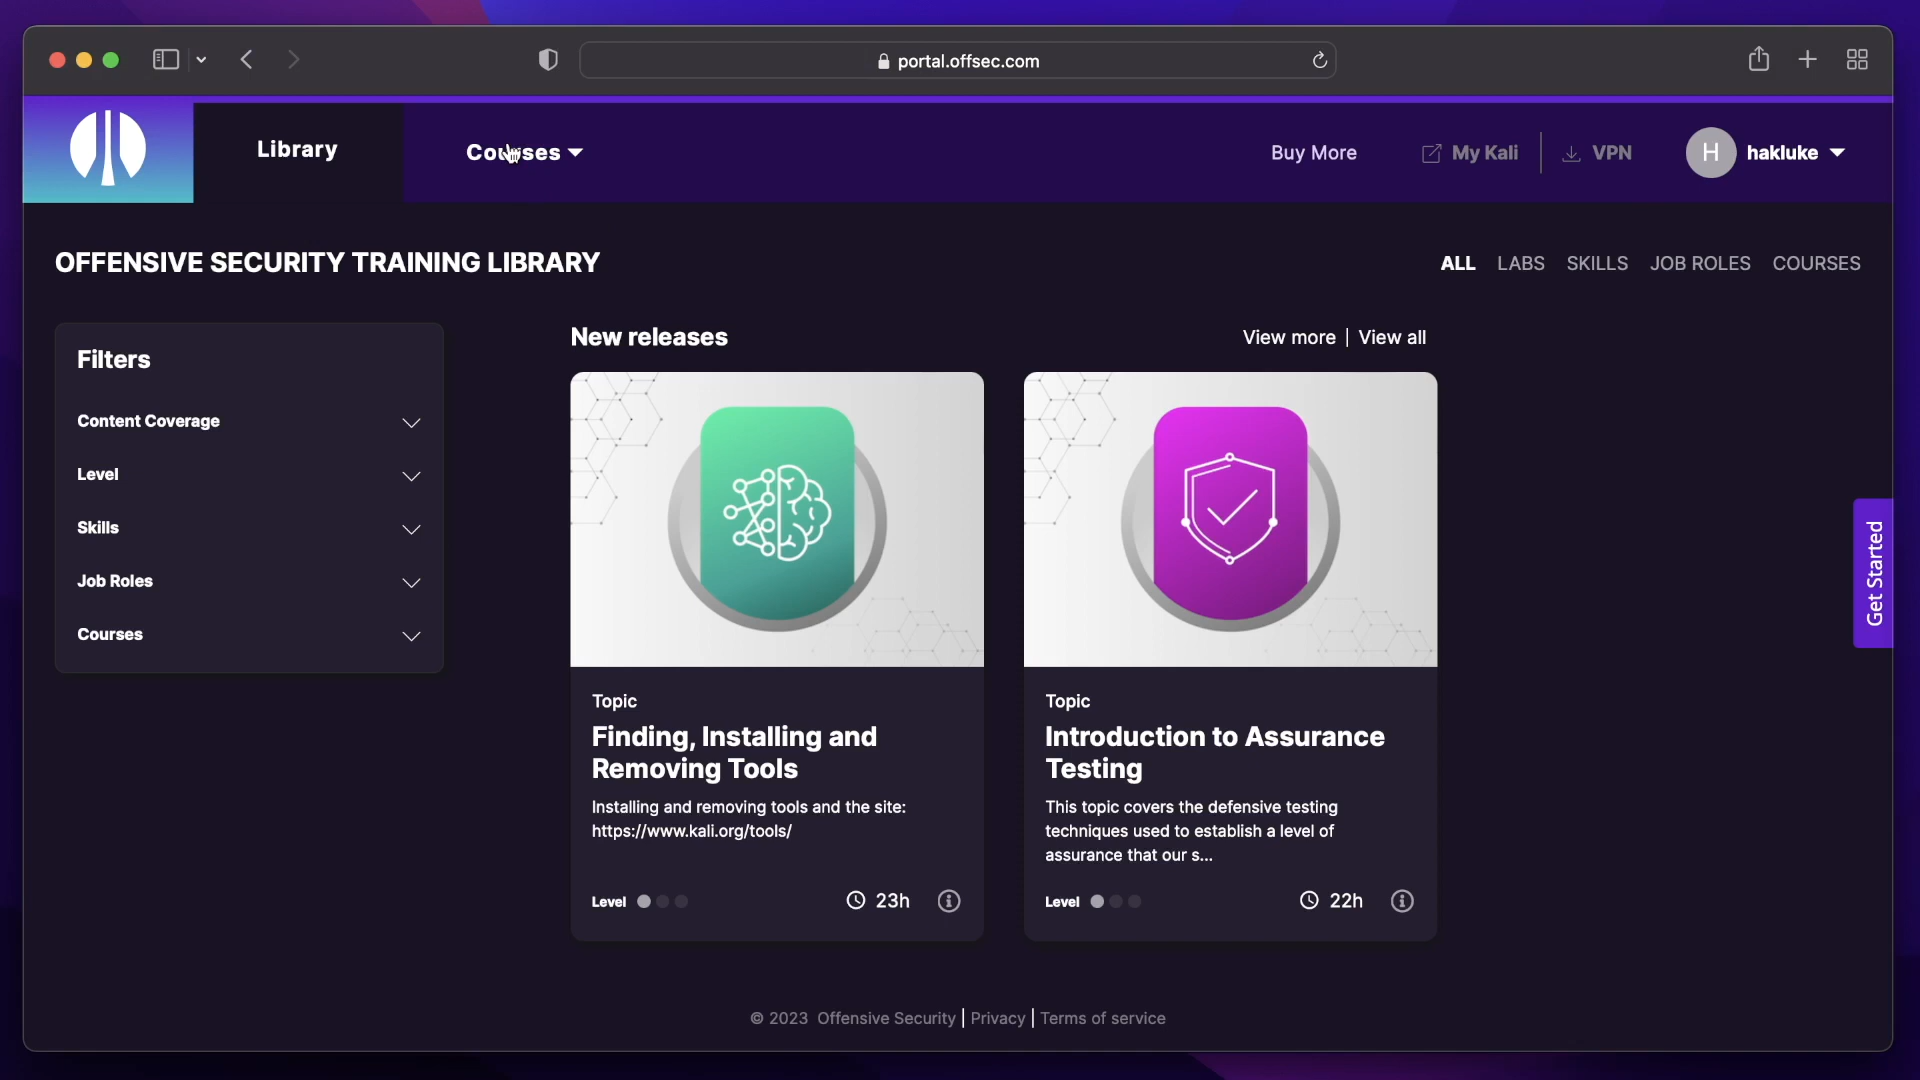 portal.offsec.com
Library
Courses
Buy More
My Kali
VPN
H
hakluke
OFFENSIVE SECURITY TRAINING LIBRARY
ALL LABS SKILLS JOB ROLES COURSES
Filters
Content Coverage
Level
Skills
Job Roles
Courses
New releases
View more | View all
Topic
Finding, Installing and
Removing Tools
Installing and removing tools and the site:
https://www.kali.org/tools/
Level
23h
Topic
Introduction to Assurance
Testing
This topic covers the defensive testing
techniques used to establish a level of
assurance that our s...
Level
22h
Get Started
© 2023 Offensive Security | Privacy | Terms of service